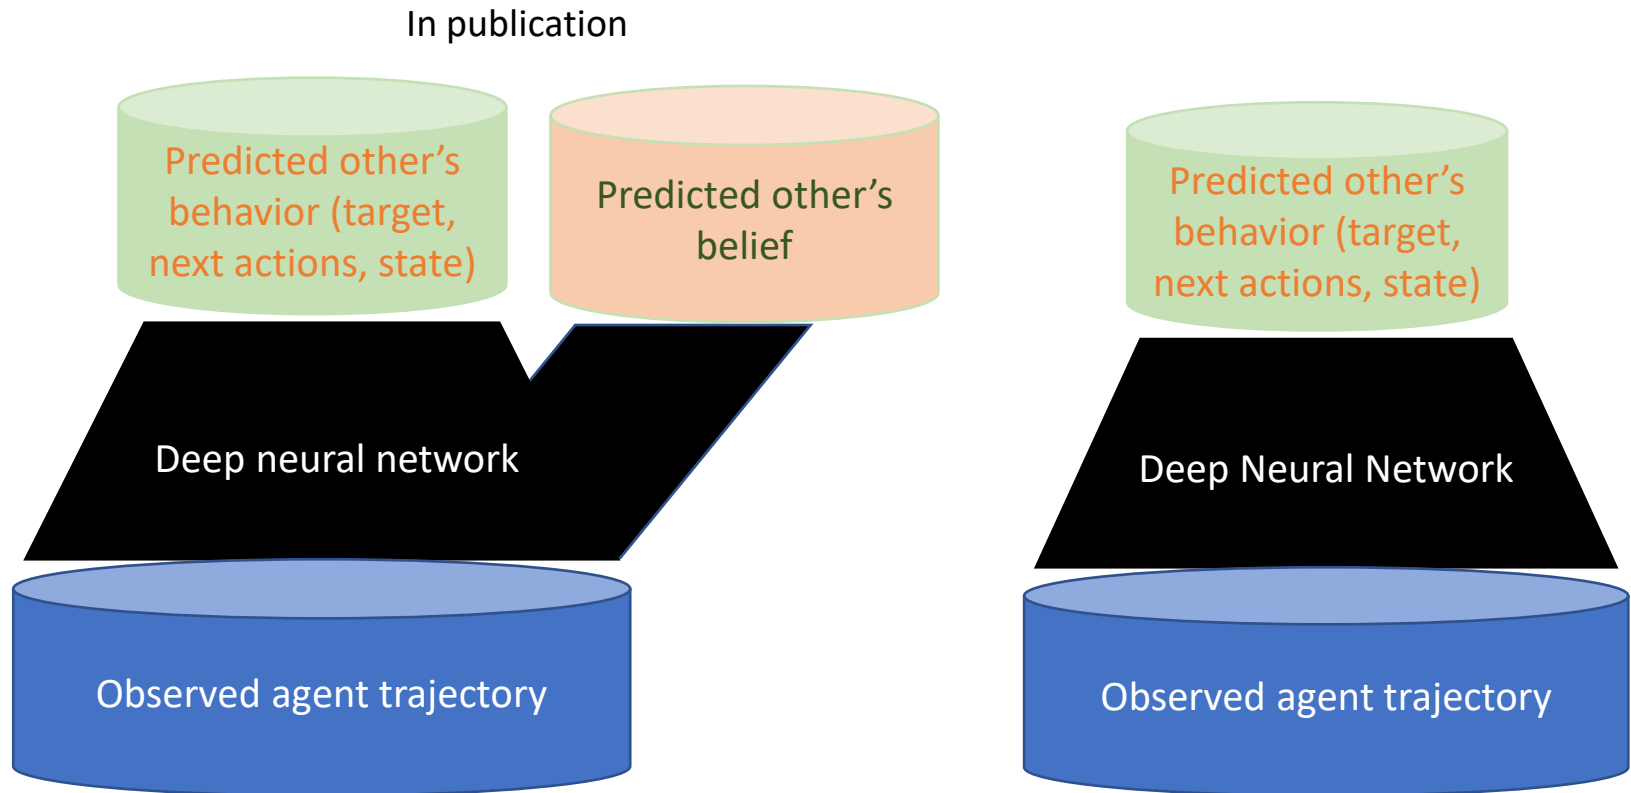 In publication
Predicted other’s
behavior (target,
next actions, state)
Predicted other’s
belief
Deep neural network
Observed agent trajectory
Predicted other’s
behavior (target,
next actions, state)
Deep Neural Network
Observed agent trajectory